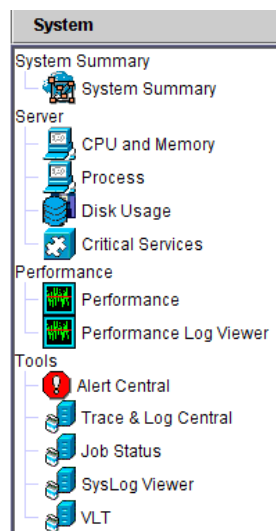 System
System Summary
System Summary
Server
CPU and Memory
Process
Disk Usage
Critical Services
Performance
Performance
Performance Log Viewer
Tools
Alert Central
Trace & Log Central
Job Status
SysLog Viewer
VLT